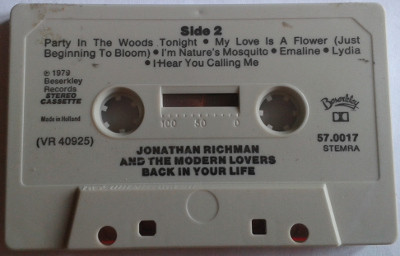 Side 2
Party In The Woods Tonight • My Love Is A Flower (Just
Beginning To Bloom) • I'm Nature's Mosquito • Emaline • Lydia
• I Hear You Calling Me
℗ 1979
Beserkley
Records
STEREO
CASSETTE
Made in Holland
100 50 0
Beserkley
(VR 40925)
57.0017
STEMRA
JONATHAN RICHMAN
AND THE MODERN LOVERS
BACK IN YOUR LIFE